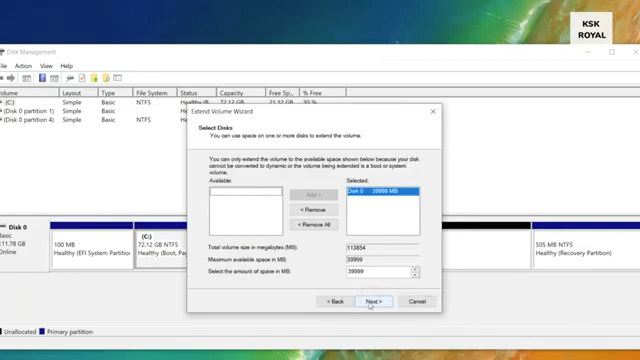 KSK
ROYAL
Disk Management
File Action View Help
Volume Layout Type File System Status Capacity Free Sp... % Free
(C:) Simple Basic NTFS Healthy (B... 72.12 GB 21.32 GB 30 %
(Disk 0 partition 1) Simple Basic
(Disk 0 partition 4) Simple Basic NTFS
Extend Volume Wizard
Select Disks
You can use space on one or more disks to extend the volume.
You can only extend the volume to the available space shown below because your disk
cannot be converted to dynamic or the volume being extended is a boot or system
volume.
Available: Selected:
Disk 0 39999 MB
Add >
< Remove
< Remove All
Total volume size in megabytes (MB): 113854
Maximum available space in MB: 39999
Select the amount of space in MB: 39999
< Back Next > Cancel
Disk 0
Basic
111.78 GB
Online
100 MB
Healthy (EFI System Partition)
(C:)
72.12 GB NTFS
Healthy (Boot, Pag
505 MB
Healthy (Recovery Partition)
Unallocated Primary partition